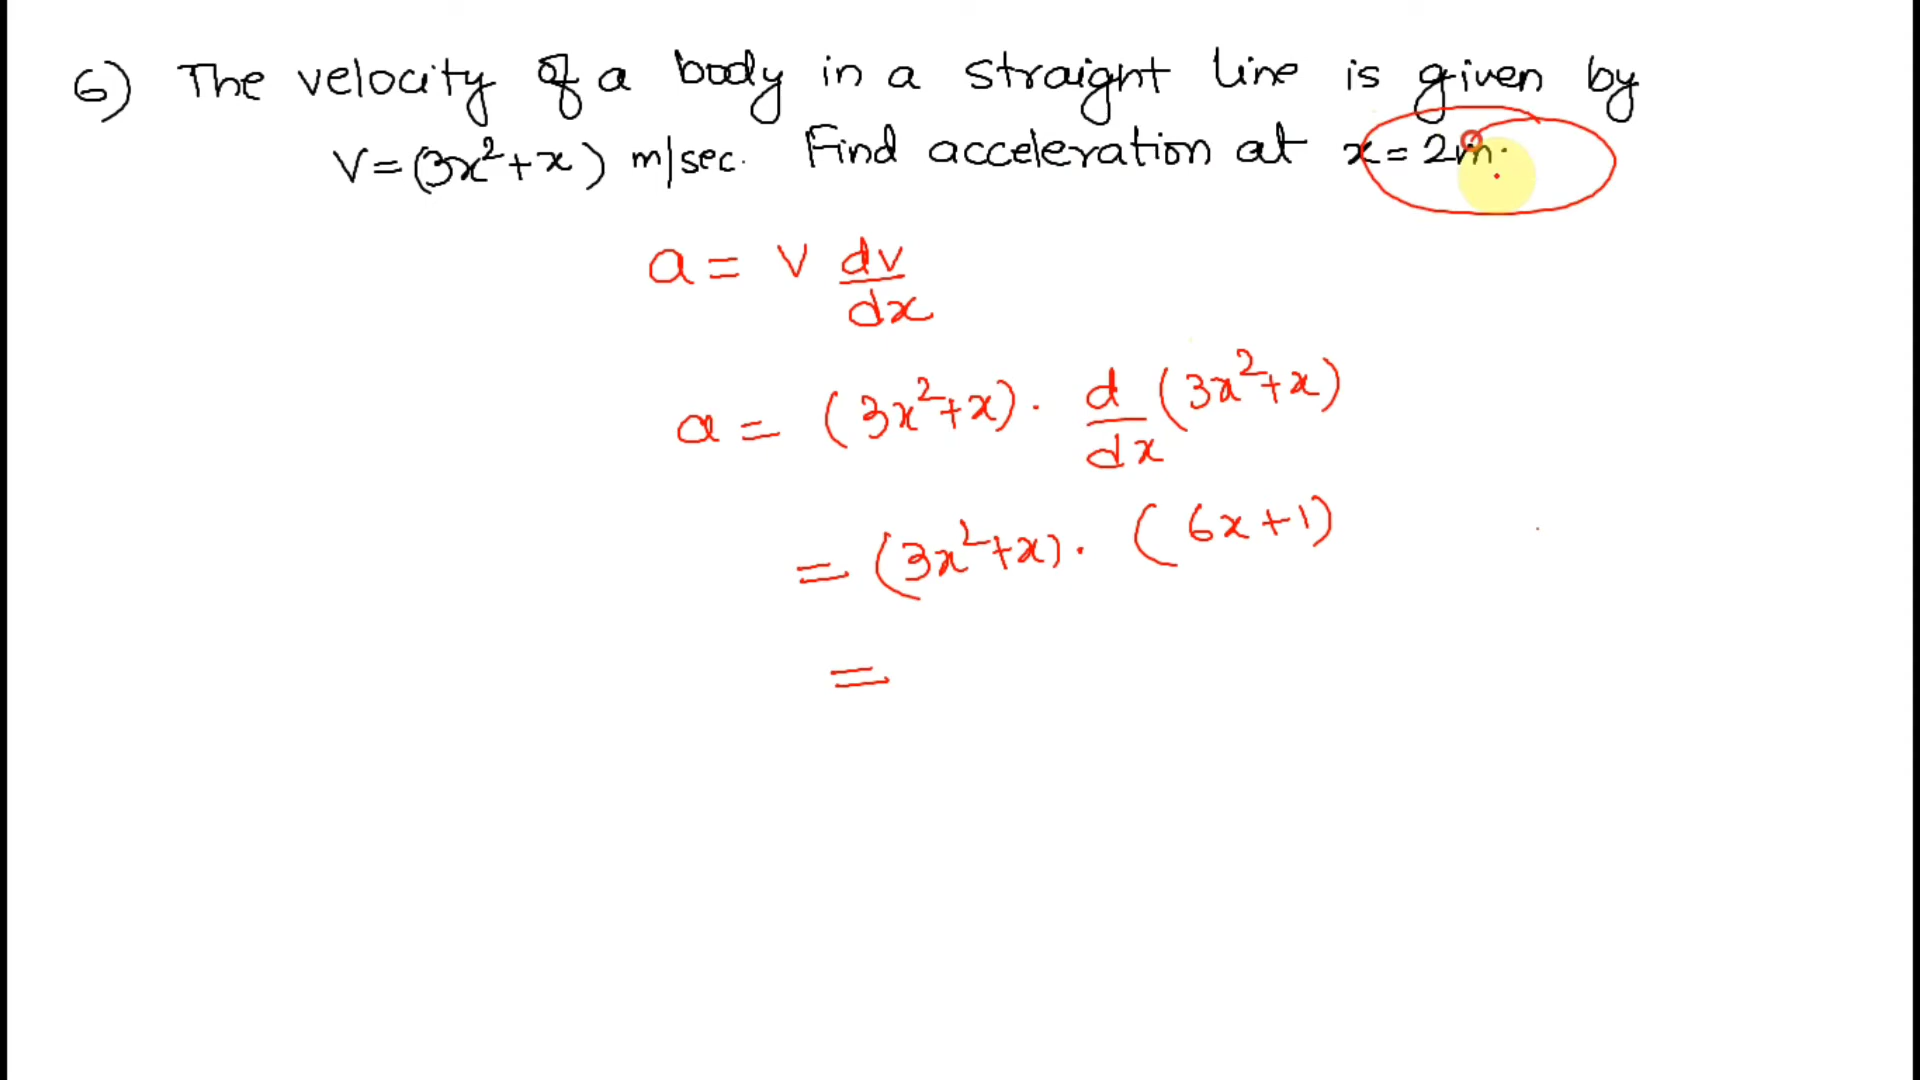 6) The velocity of a body in a straight line is given by
V=(3x²+x) m/sec. Find acceleration at x=2m.
a = v dv/dx
a = (3x²+x). d/dx (3x²+x)
= (3x²+x). (6x+1)
=